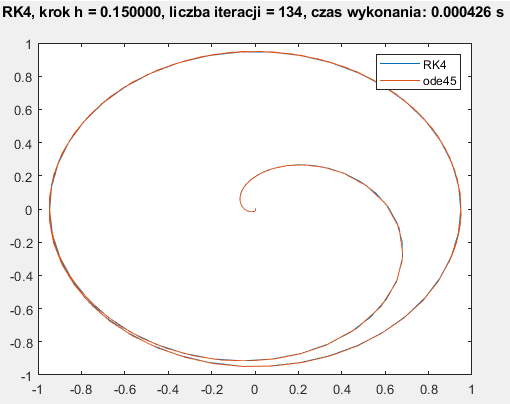 RK4, krok h = 0.150000, liczba iteracji = 134, czas wykonania: 0.000426 s
1
0.8
0.6
0.4
0.2
0
-0.2
-0.4
-0.6
-0.8
-1
RK4
ode45
-1 -0.8 -0.6 -0.4 -0.2 0 0.2 0.4 0.6 0.8 1